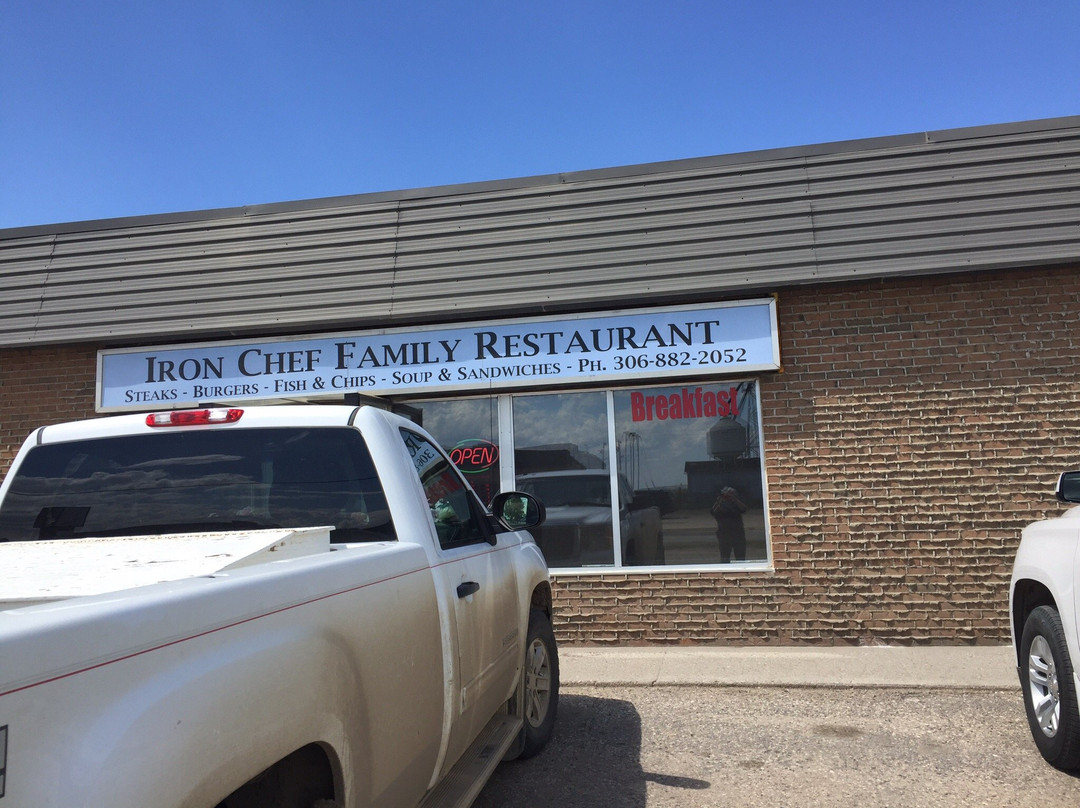 IRON CHEF FAMILY RESTAURANT
STEAKS - BURGERS - FISH & CHIPS - SOUP & SANDWICHES - PH. 306-882-2052
Breakfast
OPEN